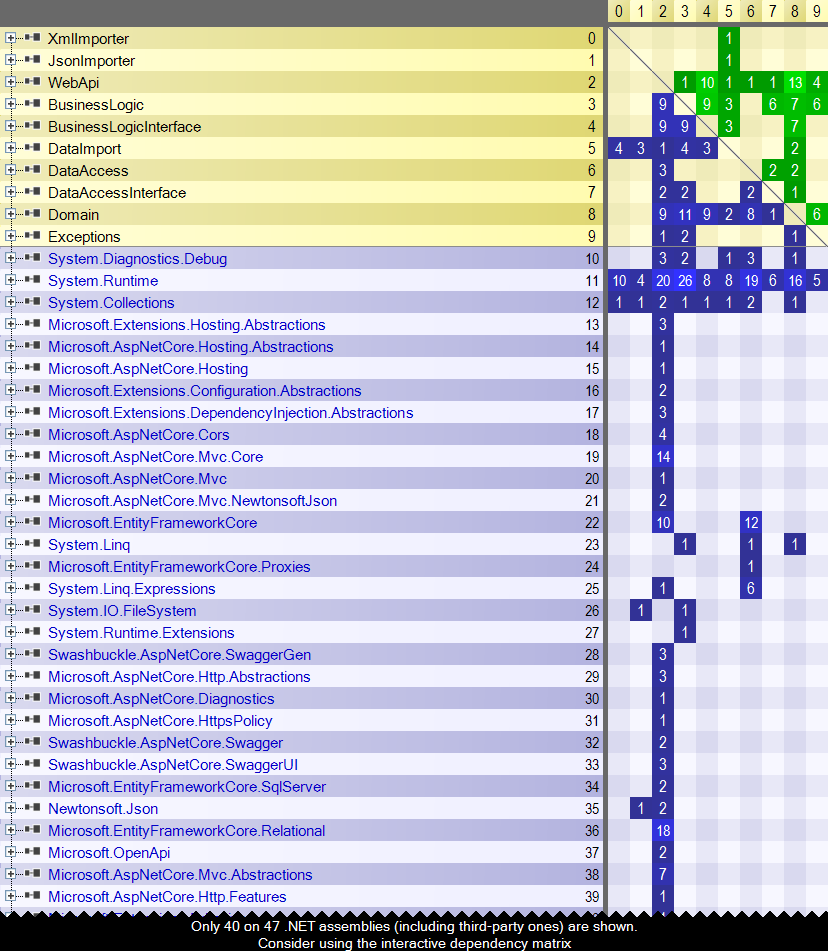 0 1 2 3 4 5 6 7 8 9
XmlImporter 0 1
JsonImporter 1 1
WebApi 2 1 10 1 1 1 13 4
BusinessLogic 3 9 9 3 6 7 6
BusinessLogicInterface 4 9 9 3 7
DataImport 5 4 3 1 4 3 2
DataAccess 6 3 2 2
DataAccessInterface 7 2 2 2 1
Domain 8 9 11 9 2 8 1 6
Exceptions 9 1 2 1
System.Diagnostics.Debug 10 3 2 1 3 1
System.Runtime 11 10 4 20 26 8 8 19 6 16 5
System.Collections 12 1 1 2 1 1 1 2 1
Microsoft.Extensions.Hosting.Abstractions 13 3
Microsoft.AspNetCore.Hosting.Abstractions 14 1
Microsoft.AspNetCore.Hosting 15 1
Microsoft.Extensions.Configuration.Abstractions 16 2
Microsoft.Extensions.DependencyInjection.Abstractions 17 3
Microsoft.AspNetCore.Cors 18 4
Microsoft.AspNetCore.Mvc.Core 19 14
Microsoft.AspNetCore.Mvc 20 1
Microsoft.AspNetCore.Mvc.NewtonsoftJson 21 2
Microsoft.EntityFrameworkCore 22 10 12
System.Linq 23 1 1 1
Microsoft.EntityFrameworkCore.Proxies 24 1
System.Linq.Expressions 25 1 6
System.IO.FileSystem 26 1 1
System.Runtime.Extensions 27 1
Swashbuckle.AspNetCore.SwaggerGen 28 3
Microsoft.AspNetCore.Http.Abstractions 29 3
Microsoft.AspNetCore.Diagnostics 30 1
Microsoft.AspNetCore.HttpsPolicy 31 1
Swashbuckle.AspNetCore.Swagger 32 2
Swashbuckle.AspNetCore.SwaggerUI 33 3
Microsoft.EntityFrameworkCore.SqlServer 34 2
Newtonsoft.Json 35 1 2
Microsoft.EntityFrameworkCore.Relational 36 18
Microsoft.OpenApi 37 2
Microsoft.AspNetCore.Mvc.Abstractions 38 7
Microsoft.AspNetCore.Http.Features 39 1
Only 40 on 47 .NET assemblies (including third-party ones) are shown.
Consider using the interactive dependency matrix